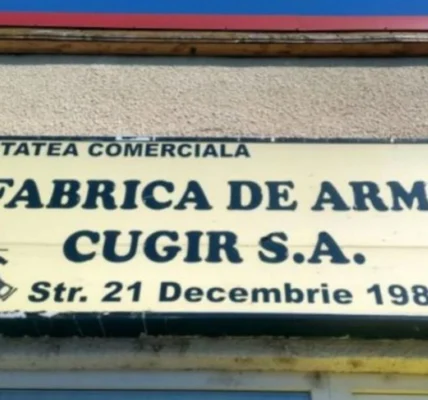 TATEA COMERCIALA
FABRICA DE ARM
CUGIR S.A.
Str. 21 Decembrie 198